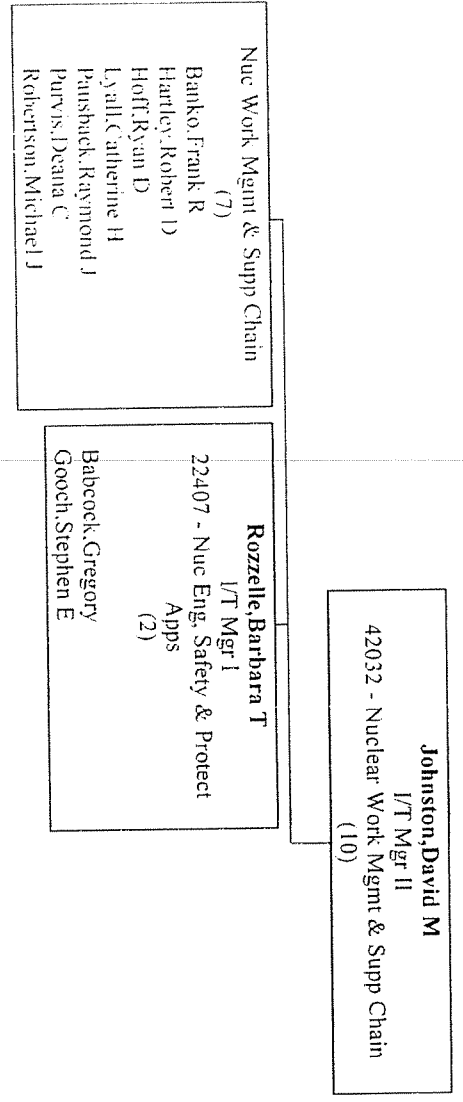 Johnston,David M
I/T Mgr II
42032 - Nuclear Work Mgmt & Supp Chain
(10)
Nuc Work Mgmt & Supp Chain
(7)
Banko,Frank R
Hartley,Robert D
Hoff,Ryan D
Lyall,Catherine H
Pausback,Raymond J
Purvis,Deana C
Robertson,Michael J
Rozzelle,Barbara T
I/T Mgr I
22407 - Nuc Eng, Safety & Protect
Apps
(2)
Babcock,Gregory
Gooch,Stephen E